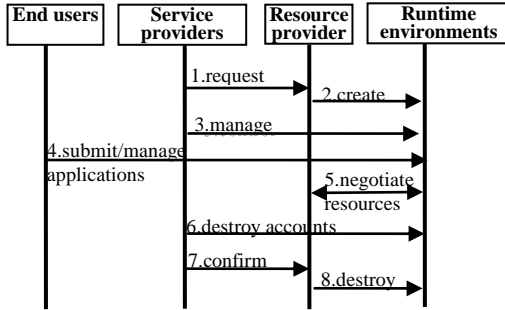 End users
Service
providers
Resource
provider
Runtime
environments
1.request
2.create
3.manage
4.submit/manage
applications
5.negotiate
resources
6.destroy accounts
7.confirm
8.destroy